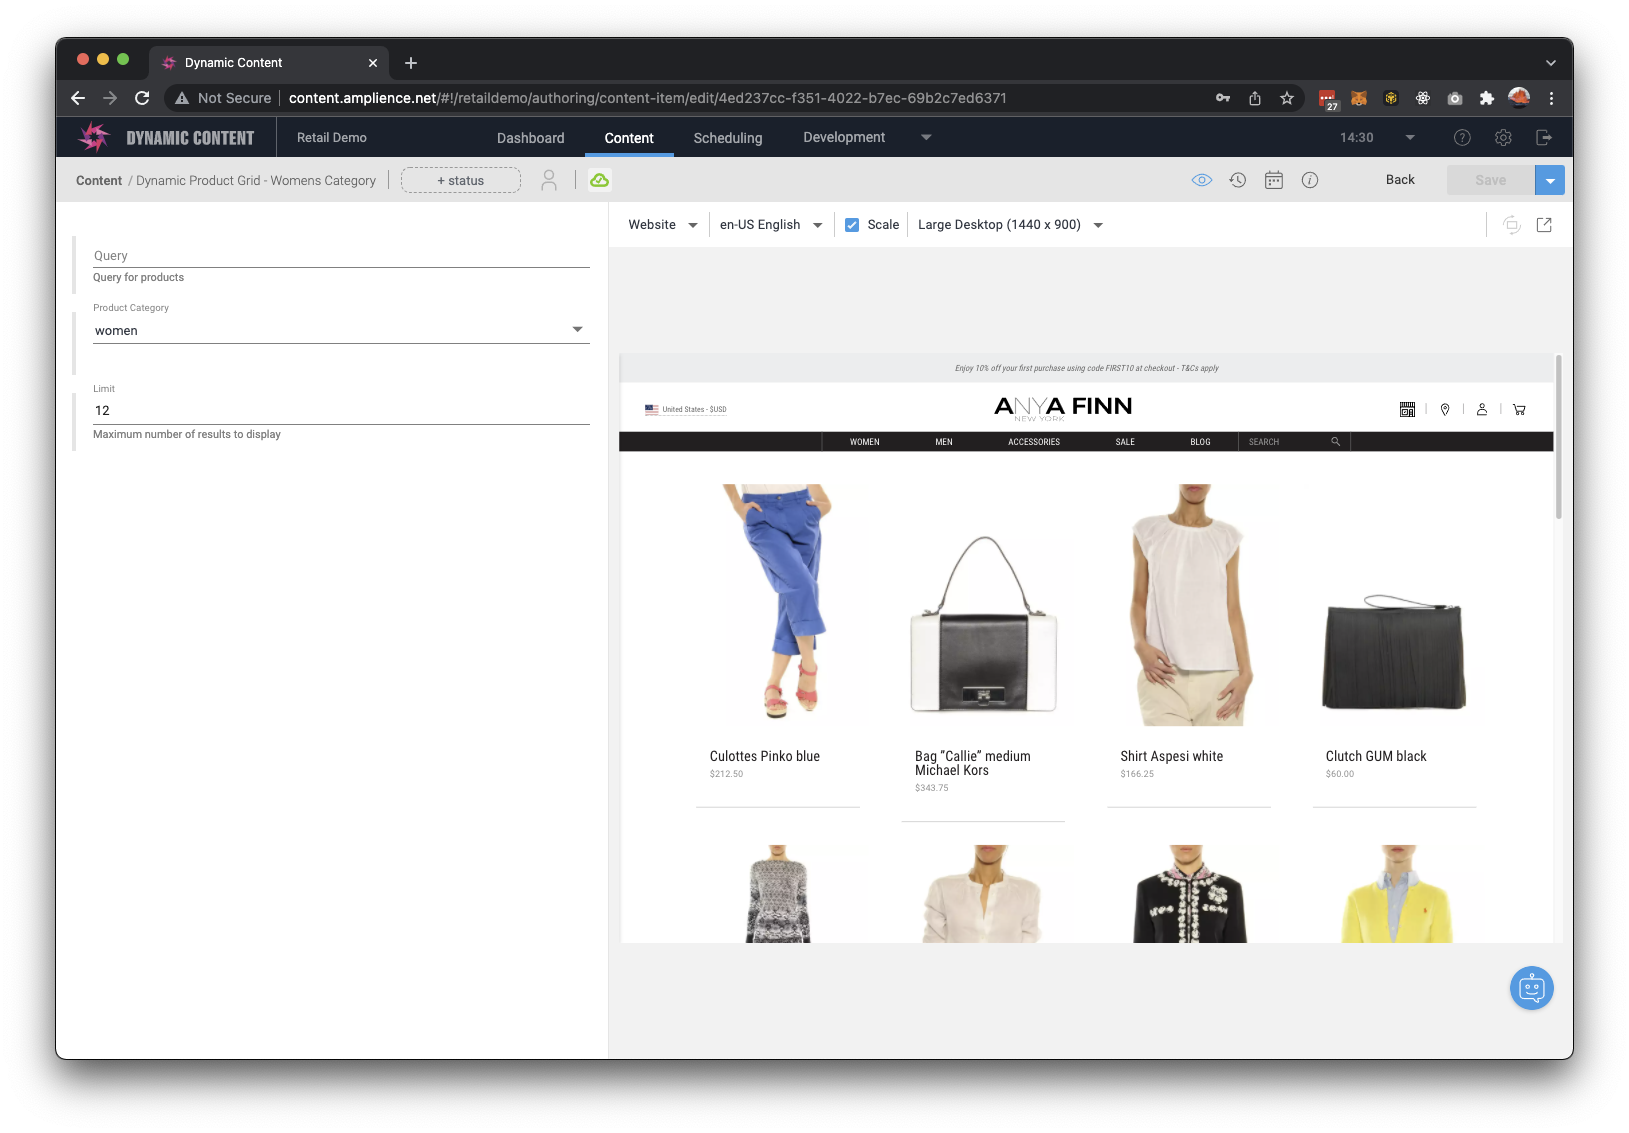 Dynamic Content
Not Secure
content.amplience.net/#!/retaildemo/authoring/content-item/edit/4ed237cc-f351-4022-b7ec-69b2c7ed6371
27
DYNAMIC CONTENT
Retail Demo
Dashboard
Content
Scheduling
Development
14:30
Content / Dynamic Product Grid - Womens Category
+ status
Back
Save
Query
Query for products
Product Category
women
Limit
12
Maximum number of results to display
Website
en-US English
Scale
Large Desktop (1440 x 900)
Enjoy 10% off your first purchase using code FIRST10 at checkout - T&Cs apply
United States - $USD
ANYA FINN
NEW YORK
WOMEN
MEN
ACCESSORIES
SALE
BLOG
SEARCH
Culottes Pinko blue
$212.50
Bag "Callie" medium
Michael Kors
$343.75
Shirt Aspesi white
$166.25
Clutch GUM black
$60.00